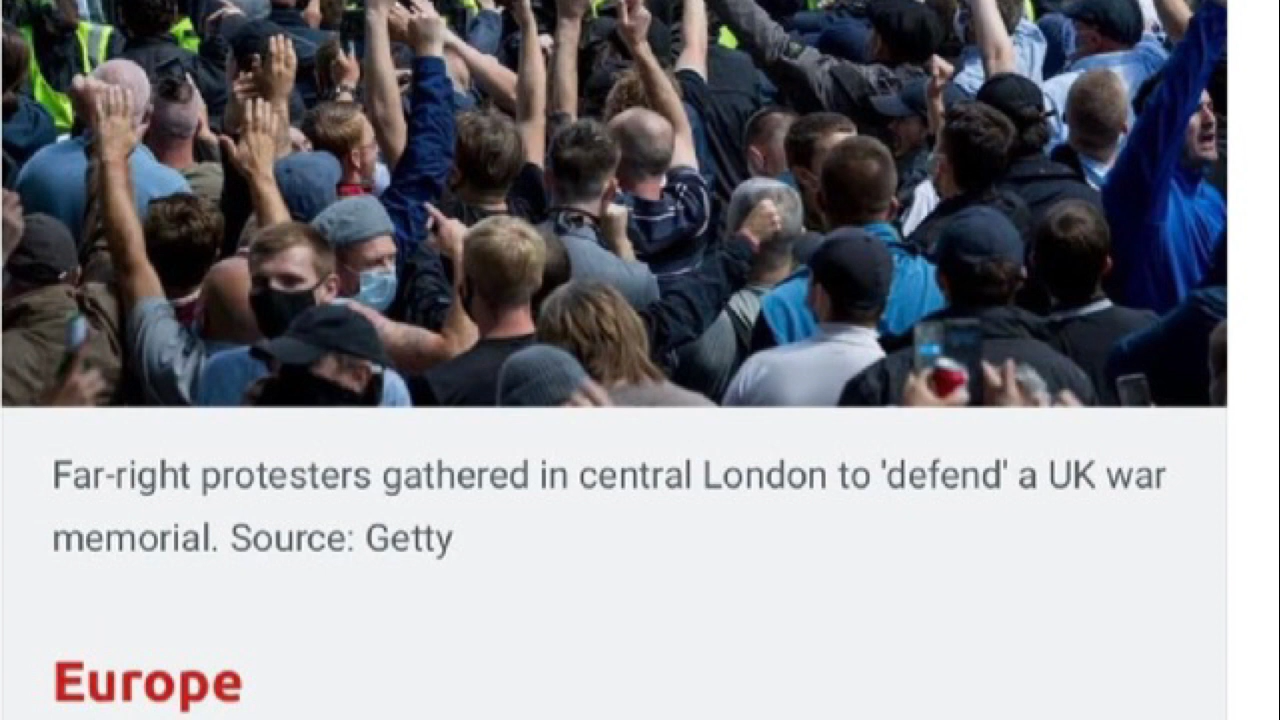 Far-right protesters gathered in central London to 'defend' a UK war
memorial. Source: Getty
Europe